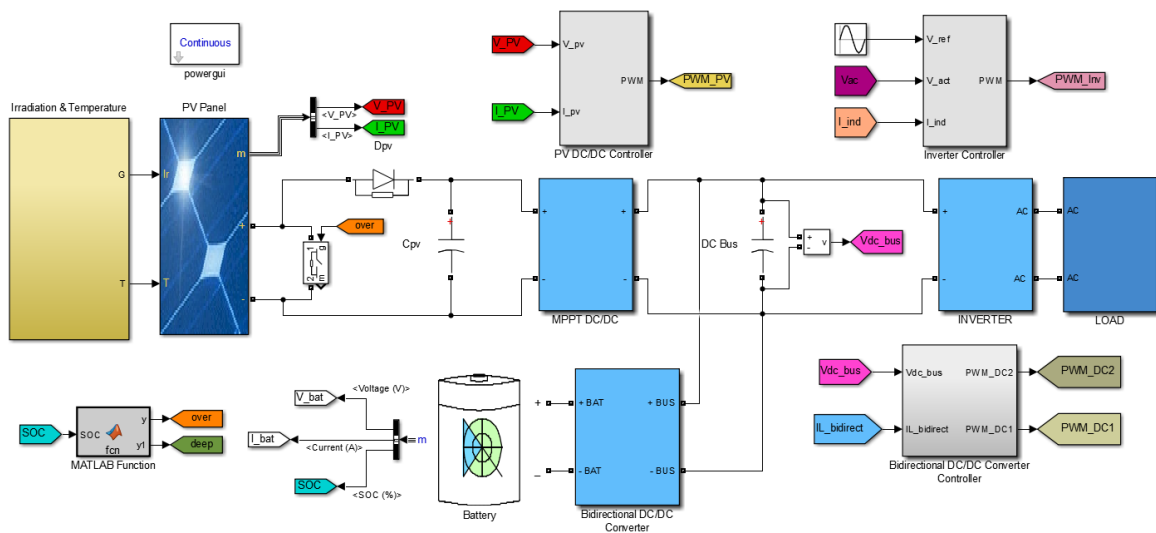 Continuous
powergui
V_PV
V_pv
I_PV
I_pv
PWM
PWM_PV
PV DC/DC Controller
V_ref
Vac
V_act
I_ind
I_ind
PWM
PWM_Inv
Inverter Controller
Irradiation & Temperature
G
T
PV Panel
Ir
T
m
+
-
V_PV
<V_PV>
I_PV
<I_PV>
Dpv
over
g
m
1
2
+
Cpv
+
-
+
-
MPPT DC/DC
+
DC Bus
+
-
v
Vdc_bus
+
-
AC
AC
INVERTER
AC
AC
LOAD
SOC
SOC
fcn
y
y1
over
deep
MATLAB Function
V_bat
<Voltage (V)>
I_bat
<Current (A)>
SOC
<SOC (%)>
m
Battery
+
_
+ BAT
- BAT
+ BUS
- BUS
Bidirectional DC/DC
Converter
Vdc_bus
Vdc_bus
IL_bidirect
IL_bidirect
PWM_DC2
PWM_DC1
PWM_DC2
PWM_DC1
Bidirectional DC/DC Converter
Controller